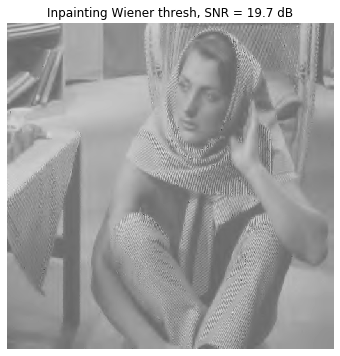 Inpainting Wiener thresh, SNR = 19.7 dB